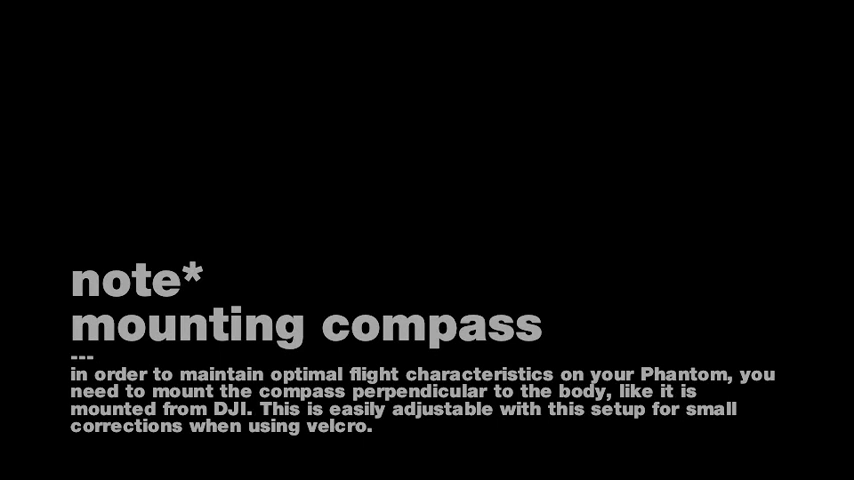 note*
mounting compass
---
in order to maintain optimal flight characteristics on your Phantom, you
need to mount the compass perpendicular to the body, like it is
mounted from DJI. This is easily adjustable with this setup for small
corrections when using velcro.